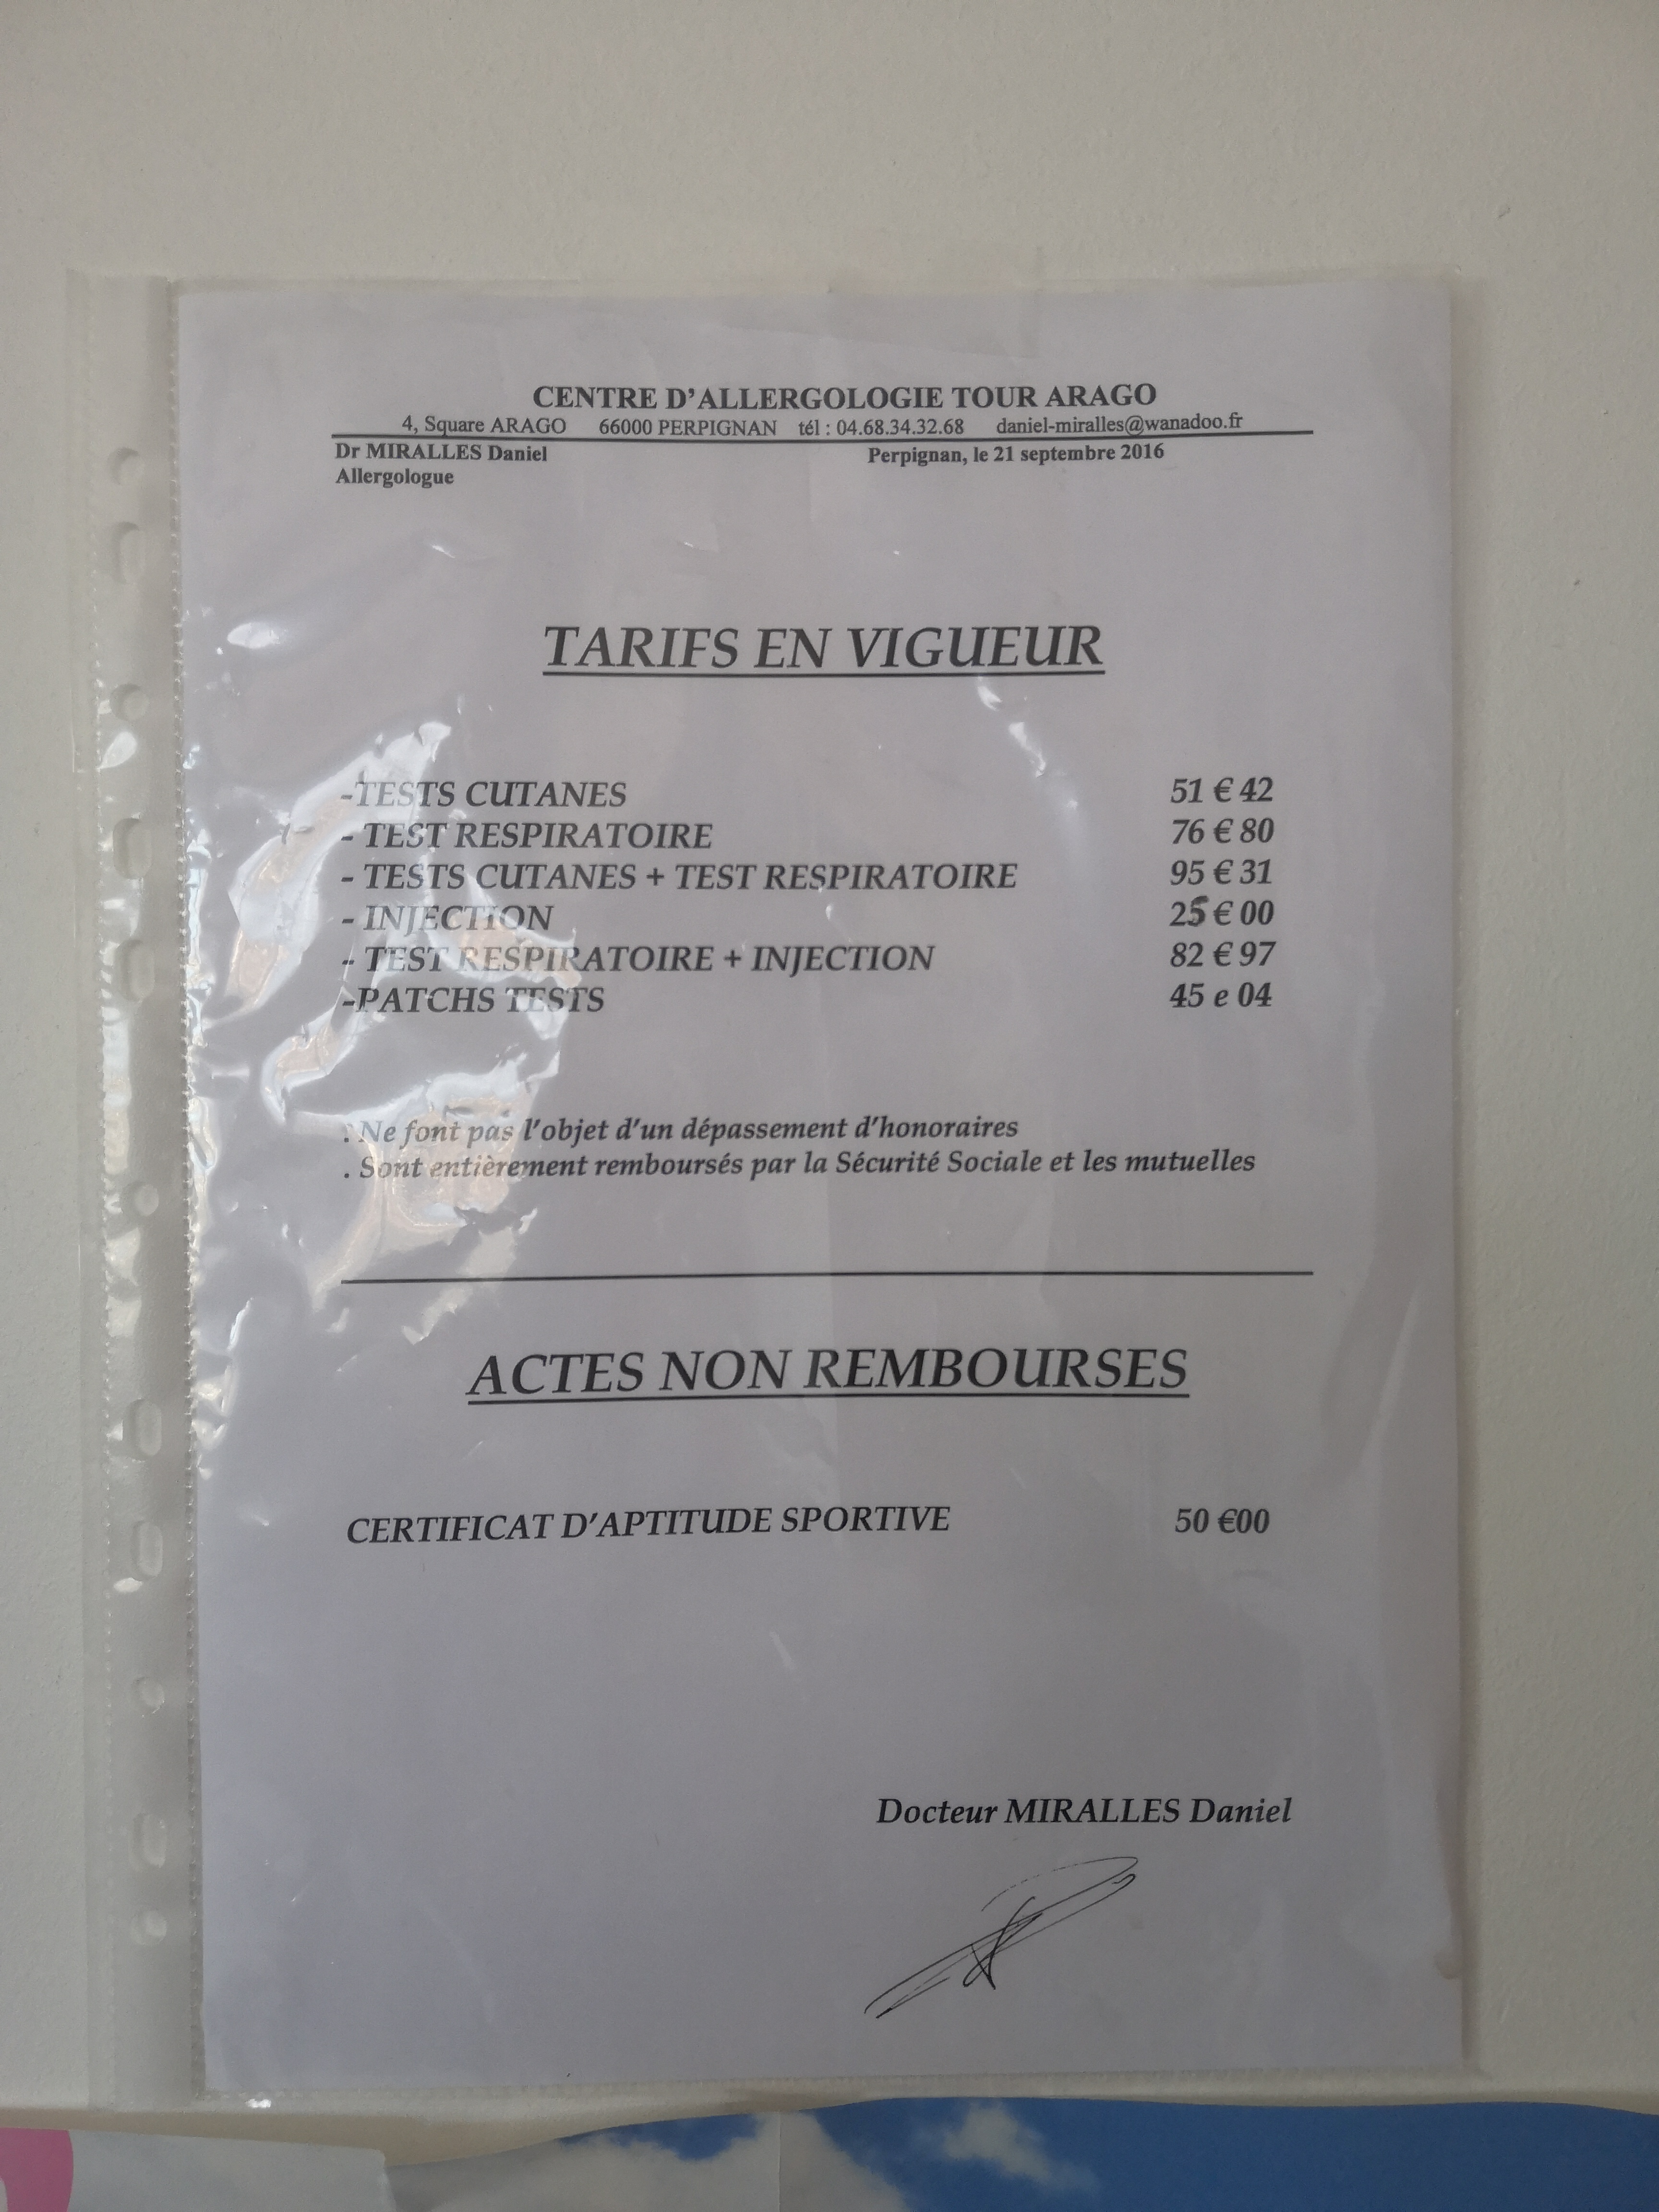 CENTRE D'ALLERGOLOGIE TOUR ARAGO
4, Square ARAGO 66000 PERPIGNAN tél : 04.68.34.32.68 daniel-miralles@wanadoo.fr
Dr MIRALLES Daniel Perpignan, le 21 septembre 2016
Allergologue
TARIFS EN VIGUEUR
-TESTS CUTANES 51 € 42
- TEST RESPIRATOIRE 76 € 80
- TESTS CUTANES + TEST RESPIRATOIRE 95 € 31
- INJECTION 25 € 00
- TEST RESPIRATOIRE + INJECTION 82 € 97
-PATCHS TESTS 45 e 04
. Ne font pas l'objet d'un dépassement d'honoraires
. Sont entièrement remboursés par la Sécurité Sociale et les mutuelles
ACTES NON REMBOURSES
CERTIFICAT D'APTITUDE SPORTIVE 50 €00
Docteur MIRALLES Daniel